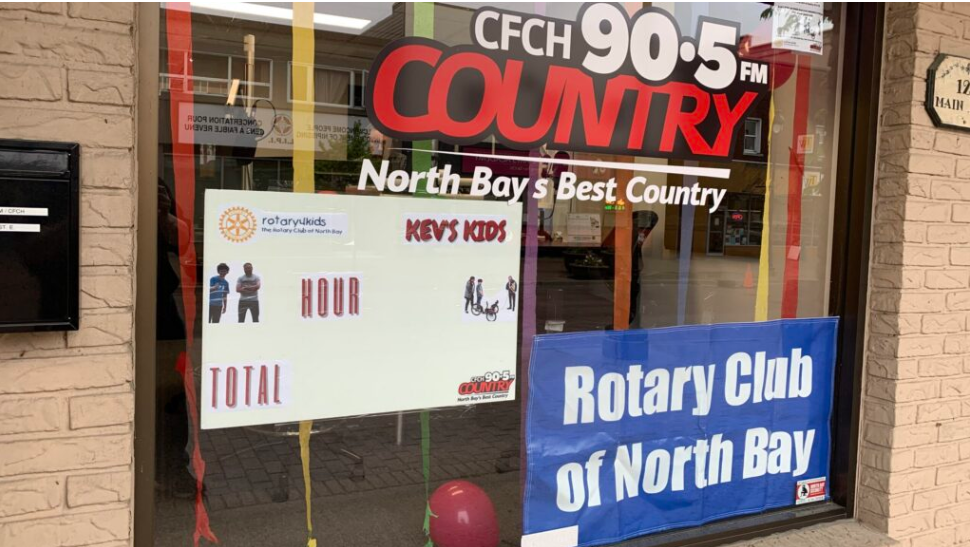 CFCH 90.5 FM
COUNTRY
North Bay's Best Country
rotary4kids
the Rotary Club of North Bay
KEV'S KIDS
HOUR
TOTAL
CFCH 90.5
COUNTRY
North Bay's Best Country
Rotary Club
of North Bay
MAIN